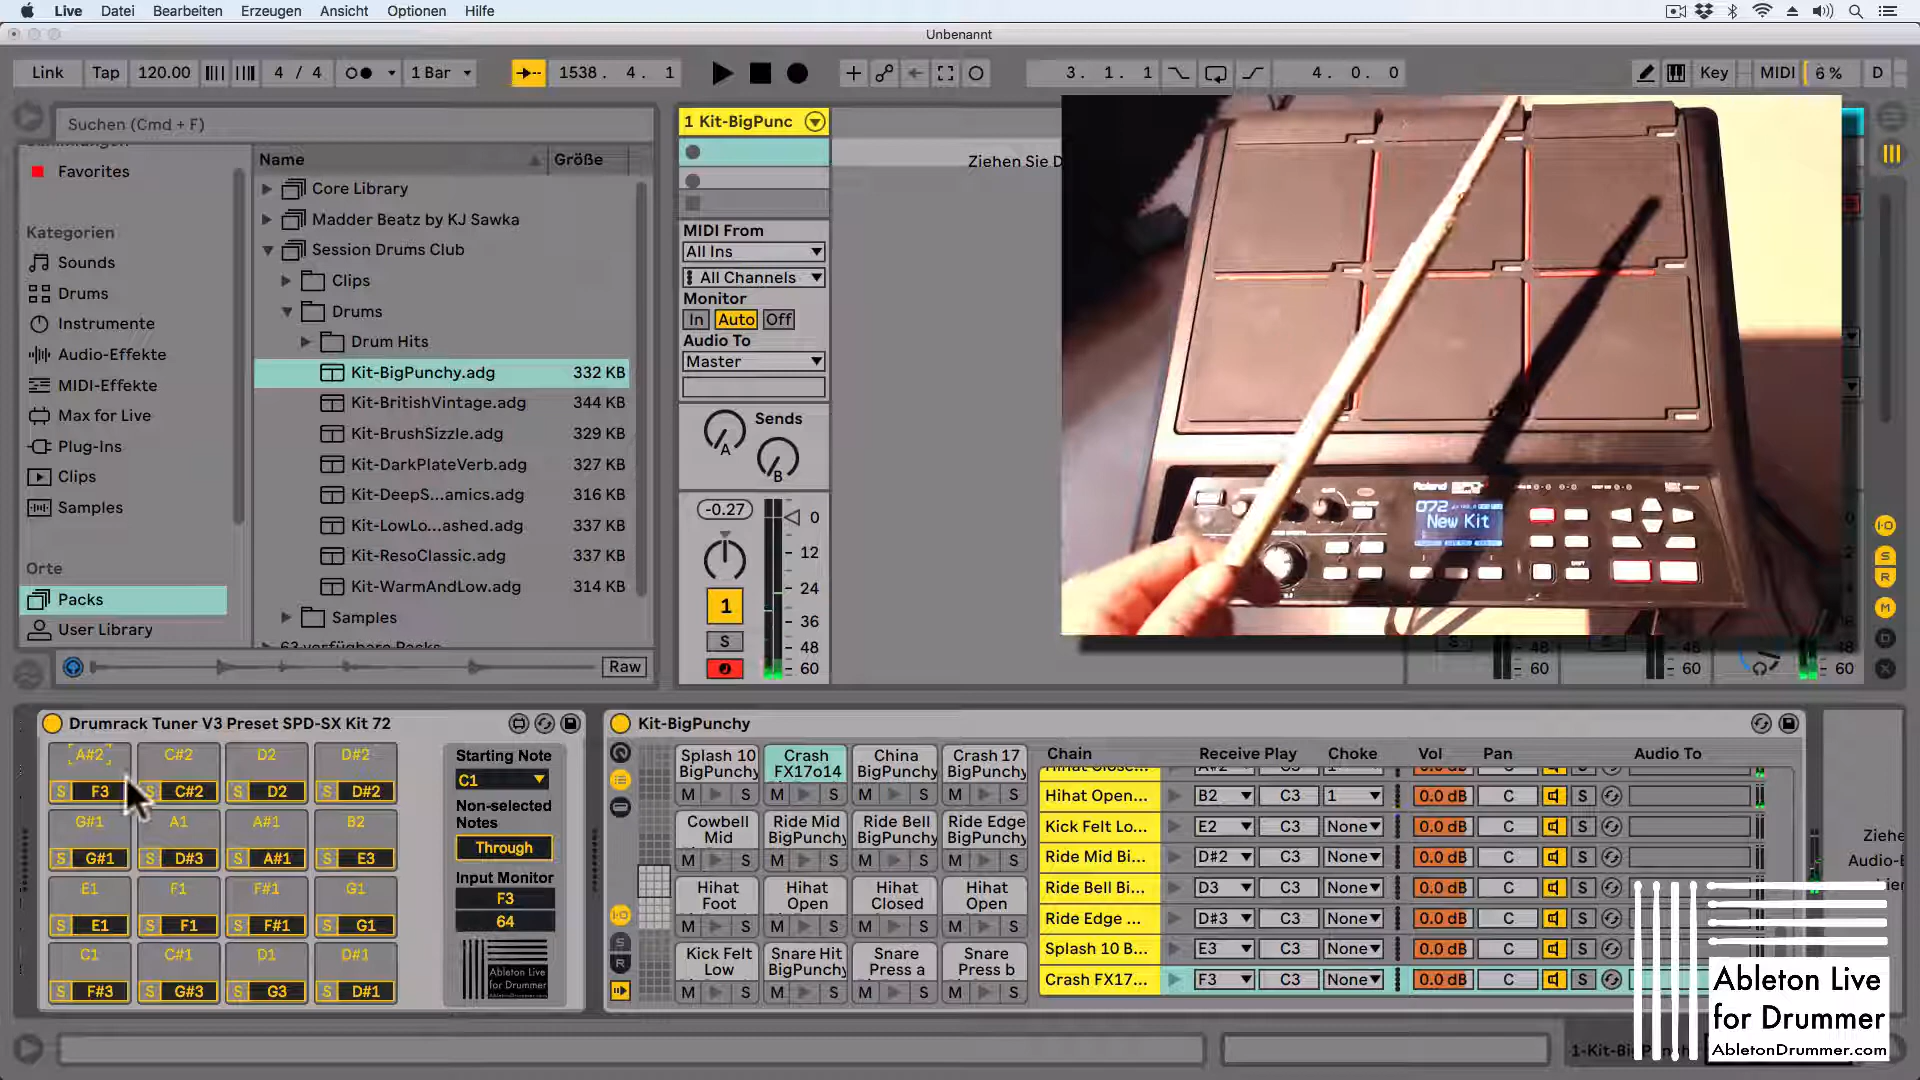 Live Datei Bearbeiten Erzeugen Ansicht Optionen Hilfe
Unbenannt
Link Tap 120.00 4 / 4 1 Bar 1538. 4. 1 3. 1. 1 4. 0. 0 Key MIDI 6 % D
Suchen (Cmd + F)
Favorites
Kategorien
Sounds
Drums
Instrumente
Audio-Effekte
MIDI-Effekte
Max for Live
Plug-Ins
Clips
Samples
Orte
Packs
User Library
Name Größe
Core Library
Madder Beatz by KJ Sawka
Session Drums Club
Clips
Drums
Drum Hits
Kit-BigPunchy.adg 332 KB
Kit-BritishVintage.adg 344 KB
Kit-BrushSizzle.adg 329 KB
Kit-DarkPlateVerb.adg 327 KB
Kit-DeepS...amics.adg 316 KB
Kit-LowLo...ashed.adg 337 KB
Kit-ResoClassic.adg 337 KB
Kit-WarmAndLow.adg 314 KB
Samples
Raw
1 Kit-BigPunc
Ziehen Sie D
MIDI From
All Ins
All Channels
Monitor
In Auto Off
Audio To
Master
Sends
A
B
-0.27
0
12
24
36
48
60
1
S
Roland
072
New Kit
48
60
48
60
48
60
Drumrack Tuner V3 Preset SPD-SX Kit 72
A#2 C#2 D2 D#2
S F3 S C#2 S D2 S D#2
G#1 A1 A#1 B2
S G#1 S D#3 S A#1 S E3
E1 F1 F#1 G1
S E1 S F1 S F#1 S G1
C1 C#1 D1 D#1
S F#3 S G#3 S G3 S D#1
Starting Note
C1
Non-selected
Notes
Through
Input Monitor
F3
64
Ableton Live
for Drummer
Kit-BigPunchy
Splash 10 BigPunchy
Crash FX17o14
China BigPunchy
Crash 17 BigPunchy
M S M S M S M S
Cowbell Mid
Ride Mid BigPunchy
Ride Bell BigPunchy
Ride Edge BigPunchy
M S M S M S M S
Hihat Foot
Hihat Open
Hihat Closed
Hihat Open
M S M S M S M S
Kick Felt Low
Snare Hit BigPunchy
Snare Press a
Snare Press b
M S M S M S M S
Chain Receive Play Choke Vol Pan Audio To
Hihat Open... B2 C3 1 0.0 dB C S
Kick Felt Lo... E2 C3 None 0.0 dB C S
Ride Mid Bi... D#2 C3 None 0.0 dB C S
Ride Bell Bi... D3 C3 None 0.0 dB C S
Ride Edge ... D#3 C3 None 0.0 dB C S
Splash 10 B... E3 C3 None 0.0 dB C S
Crash FX17... F3 C3 None 0.0 dB C S
Ziehe
Audio-E
Ableton Live
for Drummer
AbletonDrummer.com